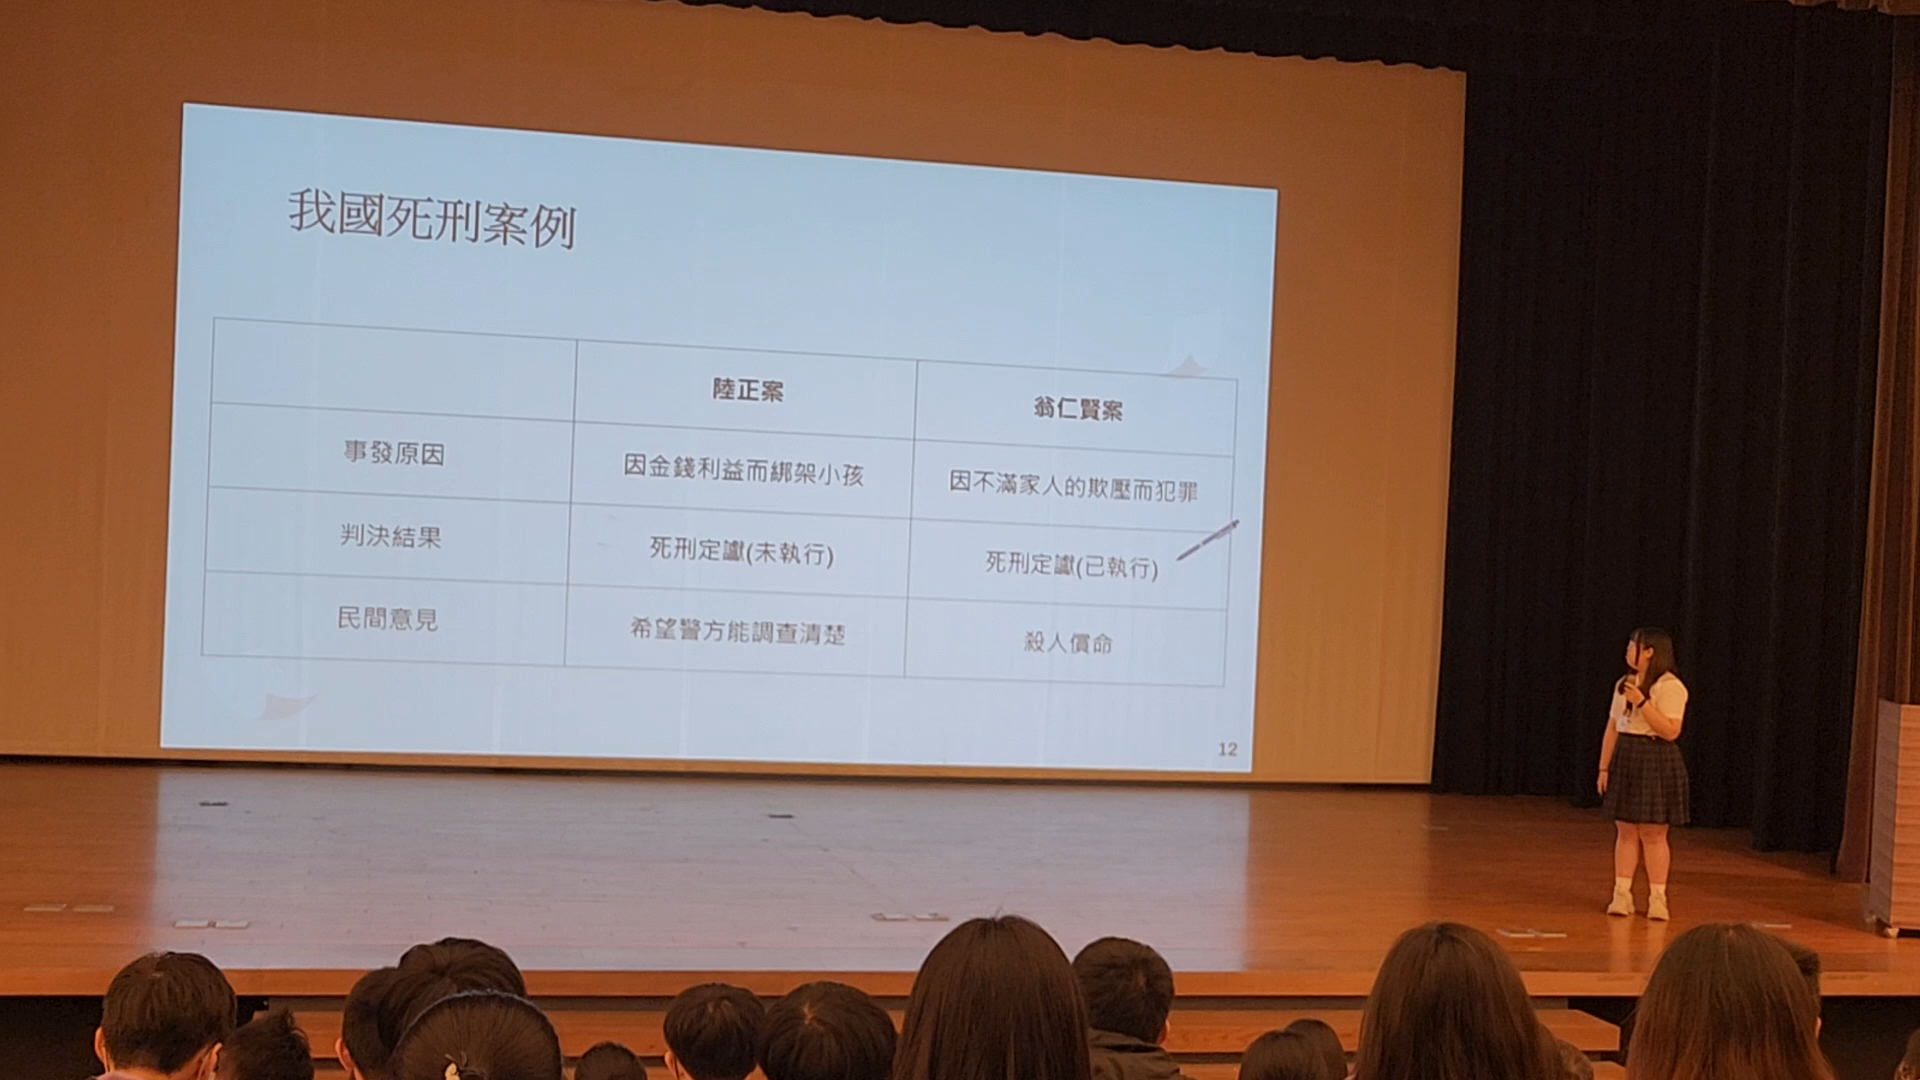 我國死刑案例
陸正案 翁仁賢案
事發原因 因金錢利益而綁架小孩 因不滿家人的欺壓而犯罪
判決結果 死刑定讞(未執行) 死刑定讞(已執行)
民間意見 希望警方能調查清楚 殺人償命
12